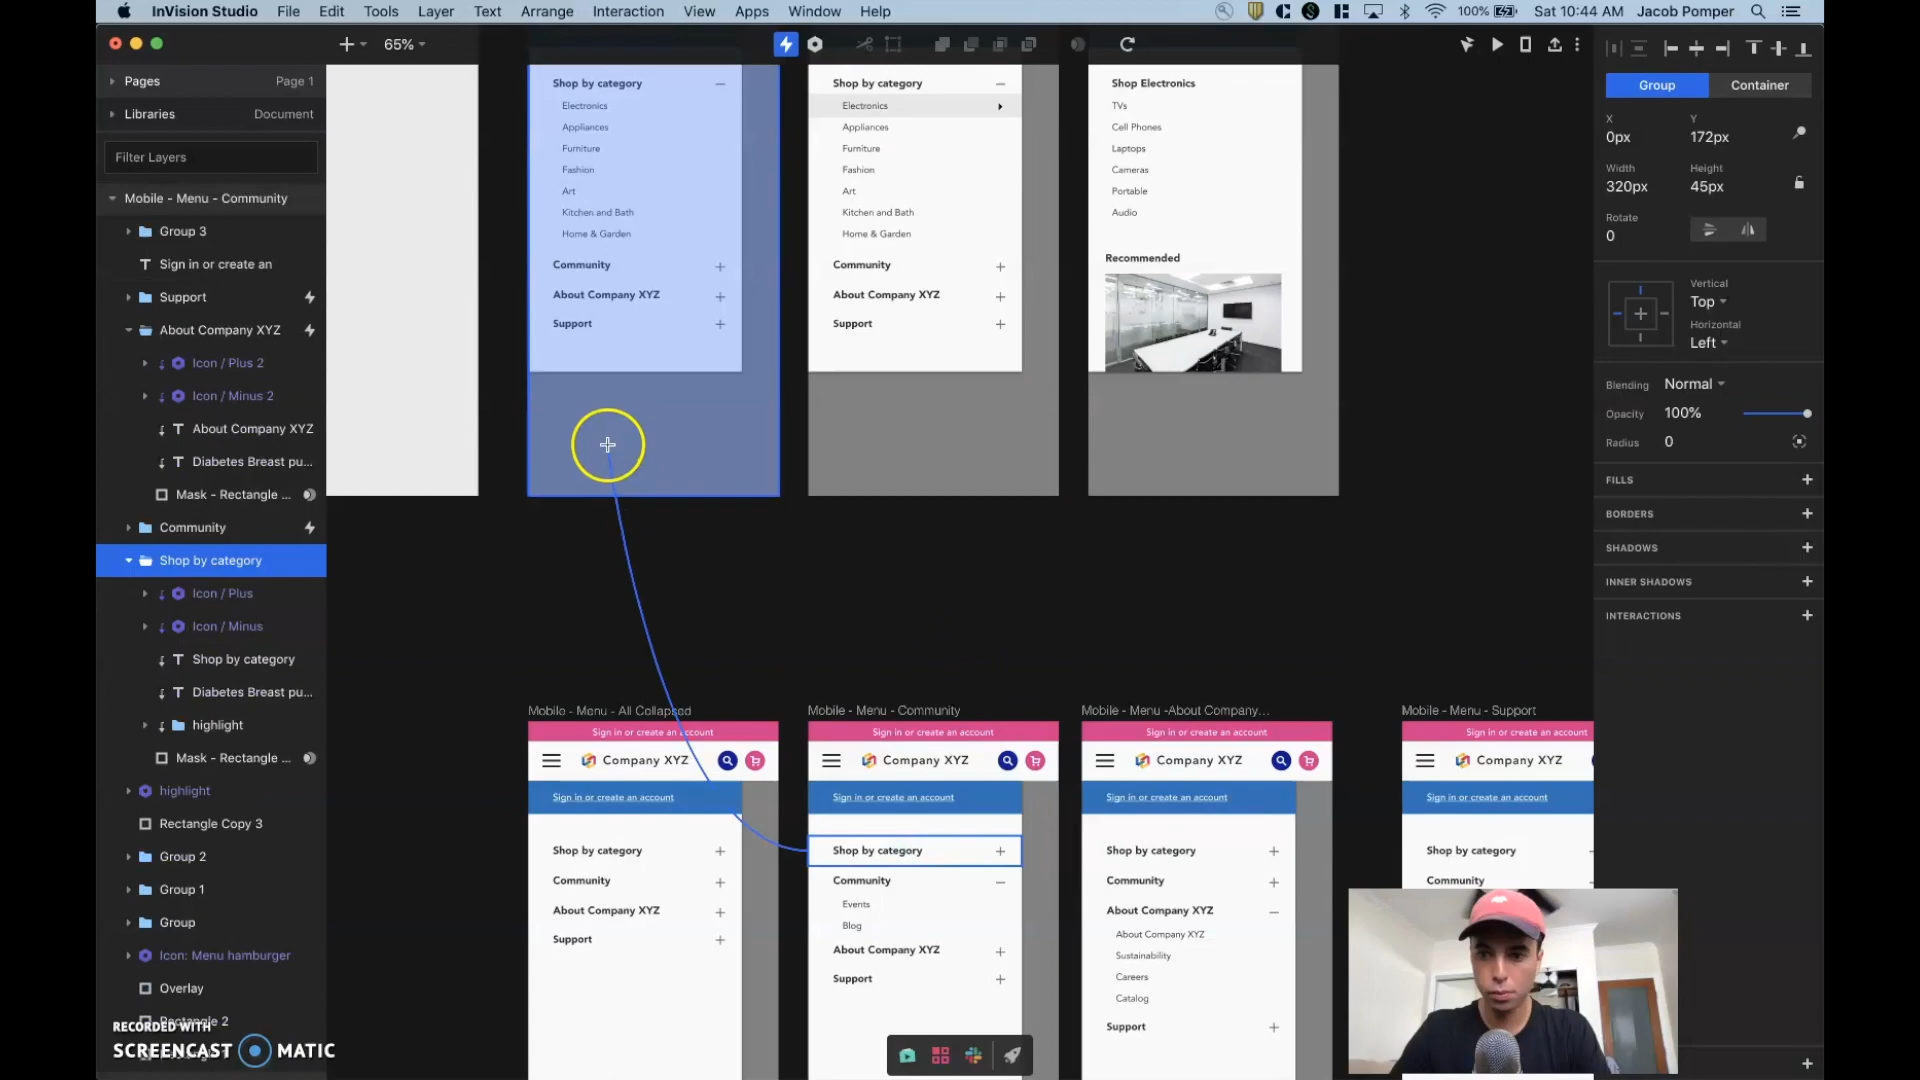 InVision Studio File Edit Tools Layer Text Arrange Interaction View Apps Window Help 100% Sat 10:44 AM Jacob Pomper
65%
Pages Page 1
Libraries Document
Filter Layers
Mobile - Menu - Community
Group 3
Sign in or create an
Support
About Company XYZ
Icon / Plus 2
Icon / Minus 2
About Company XYZ
Diabetes Breast pu...
Mask - Rectangle ...
Community
Shop by category
Icon / Plus
Icon / Minus
Shop by category
Diabetes Breast pu...
highlight
Mask - Rectangle ...
highlight
Rectangle Copy 3
Group 2
Group 1
Group
Icon: Menu hamburger
Overlay
Rectangle 2
RECORDED WITH
SCREENCAST MATIC
Shop by category
Electronics
Appliances
Furniture
Fashion
Art
Kitchen and Bath
Home & Garden
Community
About Company XYZ
Support
Shop by category
Electronics
Appliances
Furniture
Fashion
Art
Kitchen and Bath
Home & Garden
Community
About Company XYZ
Support
Shop Electronics
TVs
Cell Phones
Laptops
Cameras
Portable
Audio
Recommended
Mobile - Menu - All Collapsed
Sign in or create an account
Company XYZ
Sign in or create an account
Shop by category
Community
About Company XYZ
Support
Mobile - Menu - Community
Sign in or create an account
Company XYZ
Sign in or create an account
Shop by category
Community
Events
Blog
About Company XYZ
Support
Mobile - Menu -About Company...
Sign in or create an account
Company XYZ
Sign in or create an account
Shop by category
Community
About Company XYZ
About Company XYZ
Sustainability
Careers
Catalog
Support
Mobile - Menu - Support
Sign in or create an account
Company XYZ
Sign in or create an account
Shop by category
Community
Group Container
X Y
0px 172px
Width Height
320px 45px
Rotate
0
Vertical
Top
Horizontal
Left
Blending Normal
Opacity 100%
Radius 0
FILLS
BORDERS
SHADOWS
INNER SHADOWS
INTERACTIONS